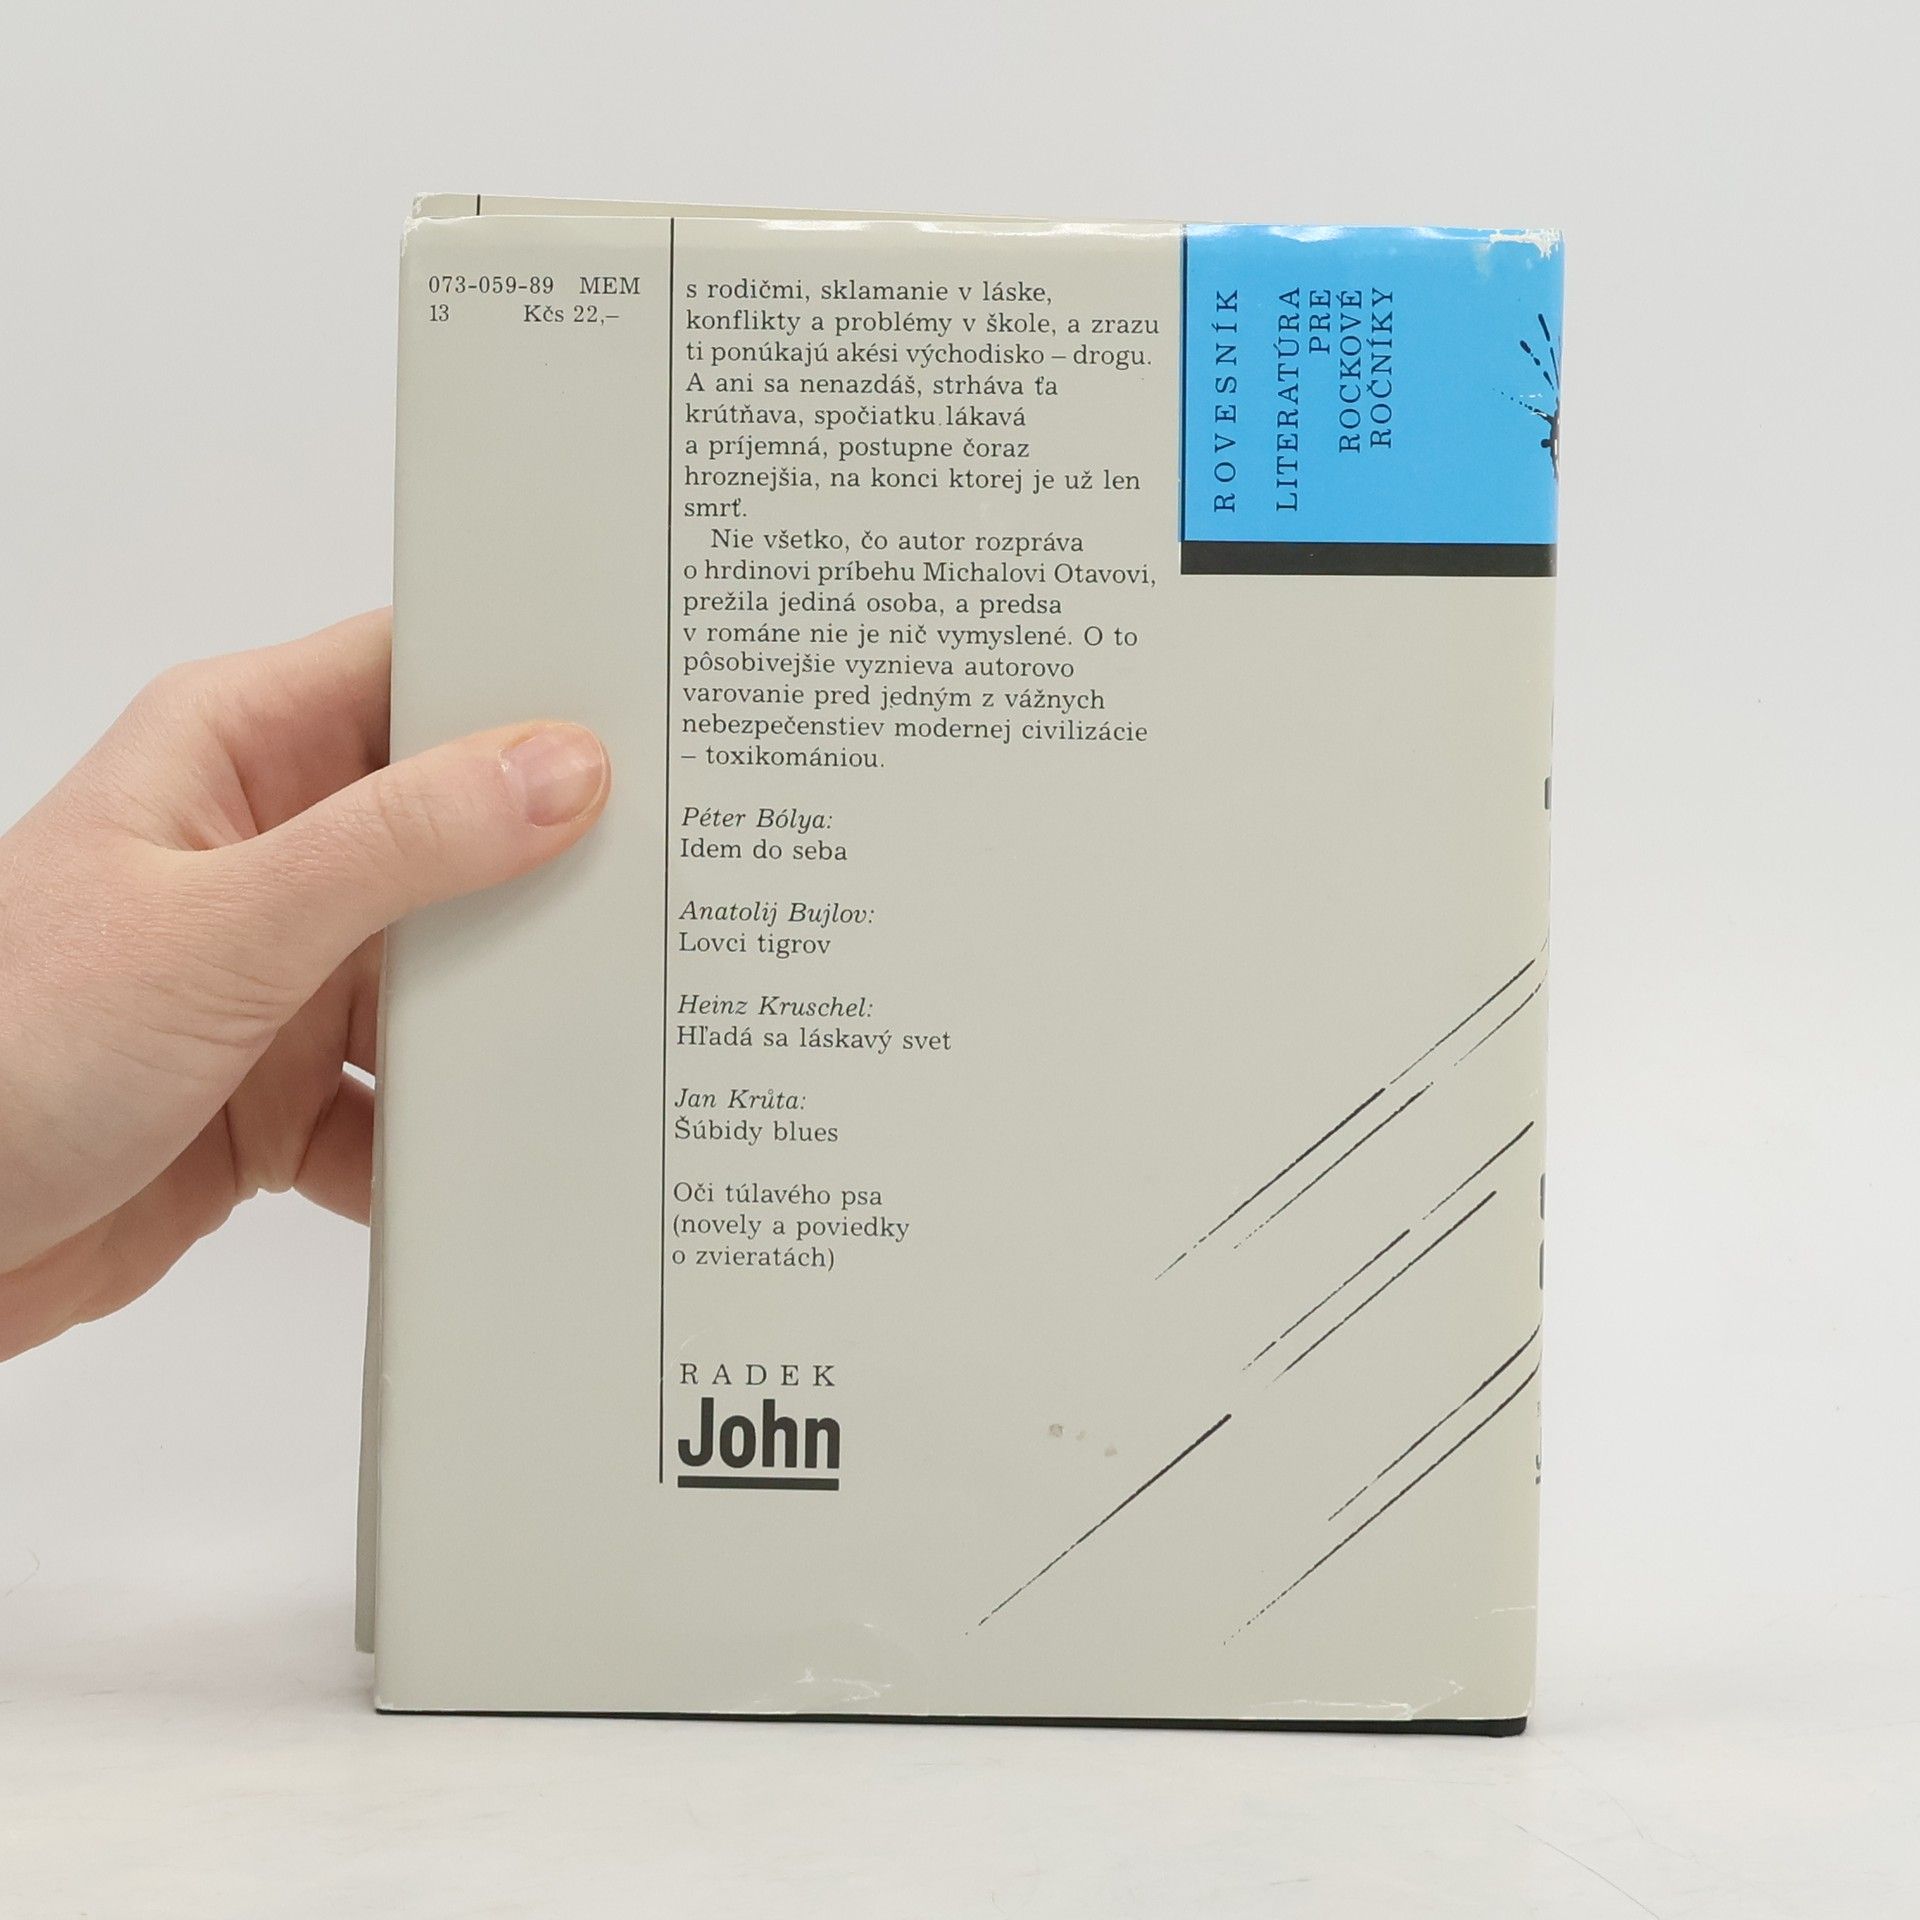 073-059-89 MEM
13 Kčs 22,–
s rodičmi, sklamanie v láske,
konflikty a problémy v škole, a zrazu
ti ponúkajú akési východisko – drogu.
A ani sa nenazdáš, strháva ťa
krútňava, spočiatku lákavá
a príjemná, postupne čoraz
hroznejšia, na konci ktorej je už len
smrť.
Nie všetko, čo autor rozpráva
o hrdinovi príbehu Michalovi Otavovi,
prežila jediná osoba, a predsa
v románe nie je nič vymyslené. O to
pôsobivejšie vyznieva autorovo
varovanie pred jedným z vážnych
nebezpečenstiev modernej civilizácie
– toxikomániou.
Péter Bólya:
Idem do seba
Anatolij Bujlov:
Lovci tigrov
Heinz Kruschel:
Hľadá sa láskavý svet
Jan Krůta:
Šúbidy blues
Oči túlavého psa
(novely a poviedky
o zvieratách)
RADEK
John
ROVESNÍK
LITERATÚRA
PRE
ROCKOVÉ
ROČNÍKY